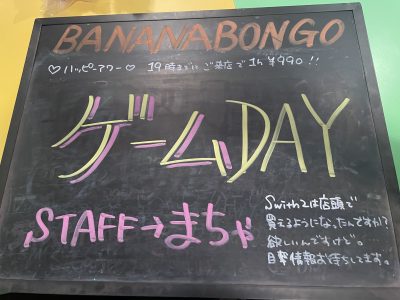 BANANABONGO
♡ハッピーアワー♡ 19時までにご来店で1h ¥990!!
ゲームDAY
STAFF→まちゃ
Swith2は店頭で
買えるようになったんですか?
欲しいんですけど。
目撃情報お待ちしてます。